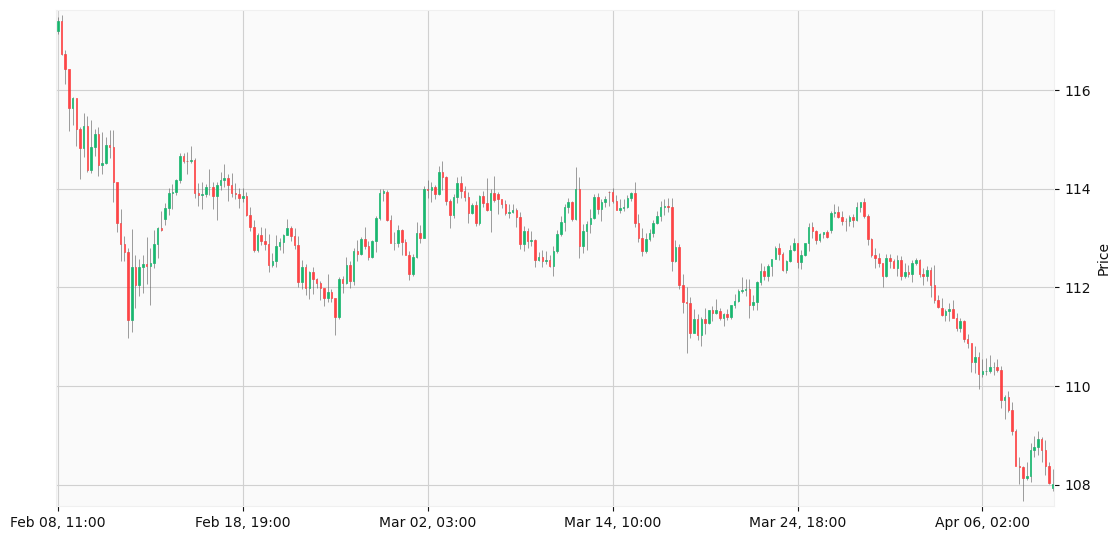 116
114
112
110
108
Price
Feb 08, 11:00
Feb 18, 19:00
Mar 02, 03:00
Mar 14, 10:00
Mar 24, 18:00
Apr 06, 02:00